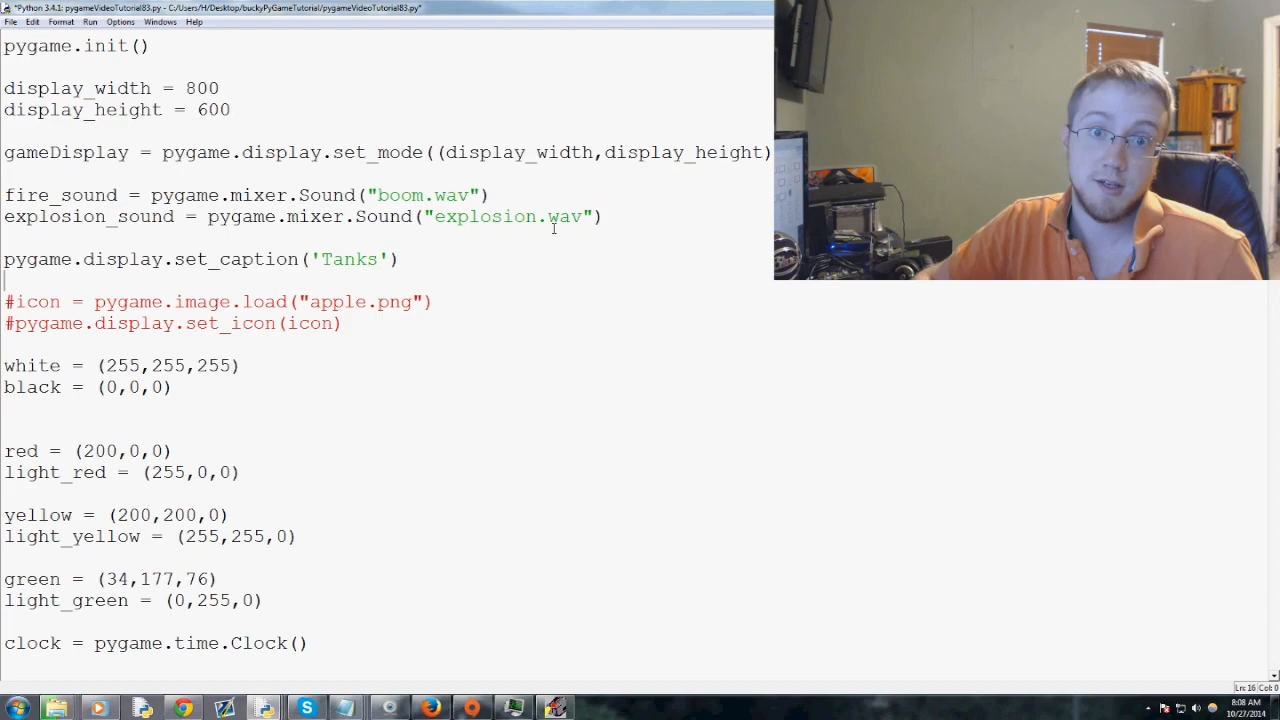 *Python 3.4.1: pygameVideoTutorial83.py - C:/Users/H/Desktop/buckyPyGameTutorial/pygameVideoTutorial83.py*
File Edit Format Run Options Windows Help
pygame.init()
display_width = 800
display_height = 600
gameDisplay = pygame.display.set_mode((display_width,display_height)
fire_sound = pygame.mixer.Sound("boom.wav")
explosion_sound = pygame.mixer.Sound("explosion.wav")
pygame.display.set_caption('Tanks')
#icon = pygame.image.load("apple.png")
#pygame.display.set_icon(icon)
white = (255,255,255)
black = (0,0,0)
red = (200,0,0)
light_red = (255,0,0)
yellow = (200,200,0)
light_yellow = (255,255,0)
green = (34,177,76)
light_green = (0,255,0)
clock = pygame.time.Clock()
Ln: 16 Col: 0
8:08 AM
10/27/2014